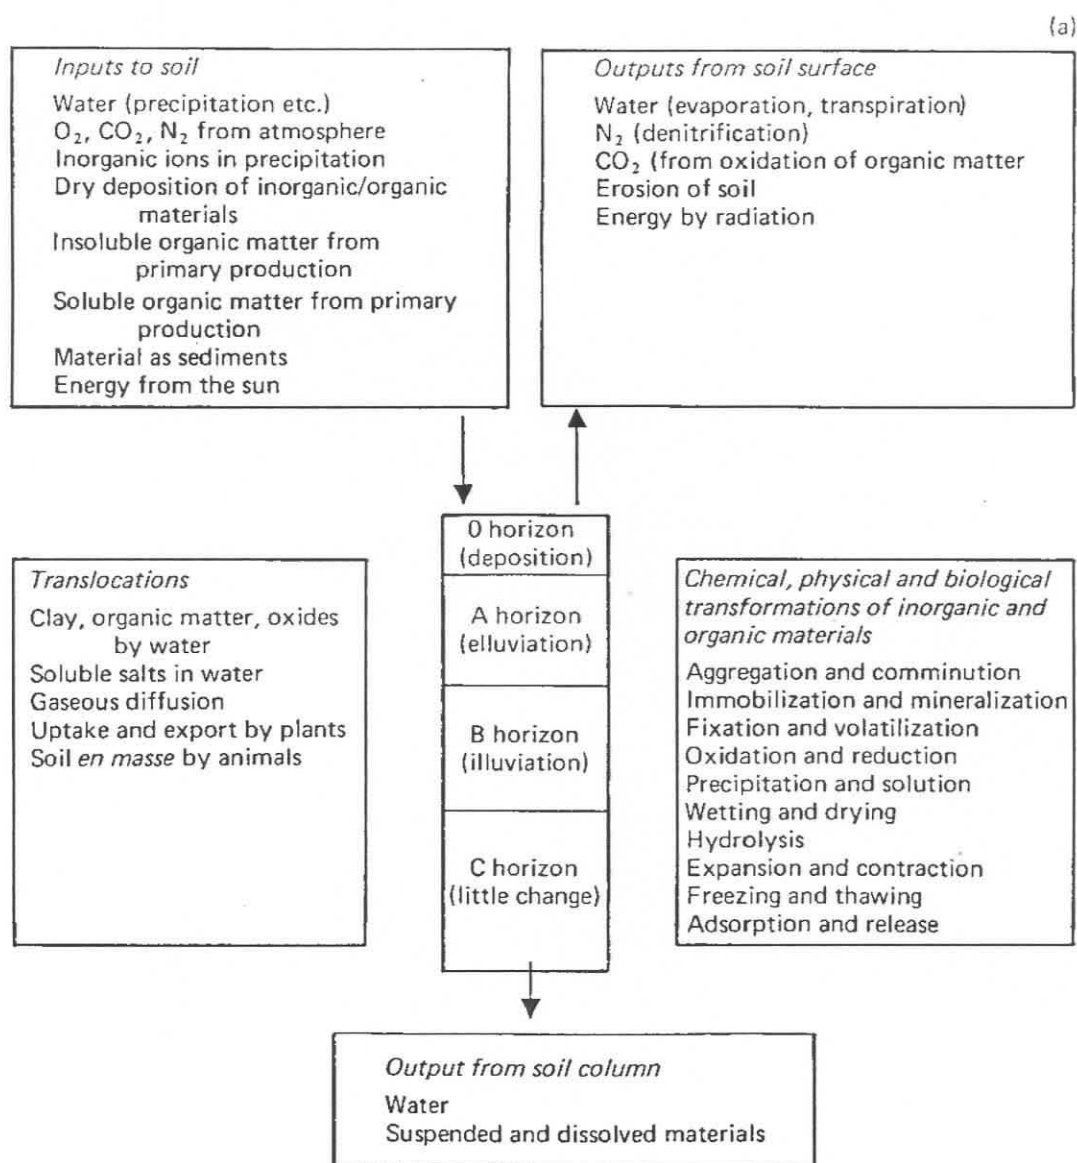 (a)
Inputs to soil
Water (precipitation etc.)
O₂, CO₂, N₂ from atmosphere
Inorganic ions in precipitation
Dry deposition of inorganic/organic
materials
Insoluble organic matter from
primary production
Soluble organic matter from primary
production
Material as sediments
Energy from the sun
Outputs from soil surface
Water (evaporation, transpiration)
N₂ (denitrification)
CO₂ (from oxidation of organic matter
Erosion of soil
Energy by radiation
Translocations
Clay, organic matter, oxides
by water
Soluble salts in water
Gaseous diffusion
Uptake and export by plants
Soil en masse by animals
O horizon
(deposition)
A horizon
(elluviation)
B horizon
(illuviation)
C horizon
(little change)
Chemical, physical and biological
transformations of inorganic and
organic materials
Aggregation and comminution
Immobilization and mineralization
Fixation and volatilization
Oxidation and reduction
Precipitation and solution
Wetting and drying
Hydrolysis
Expansion and contraction
Freezing and thawing
Adsorption and release
Output from soil column
Water
Suspended and dissolved materials